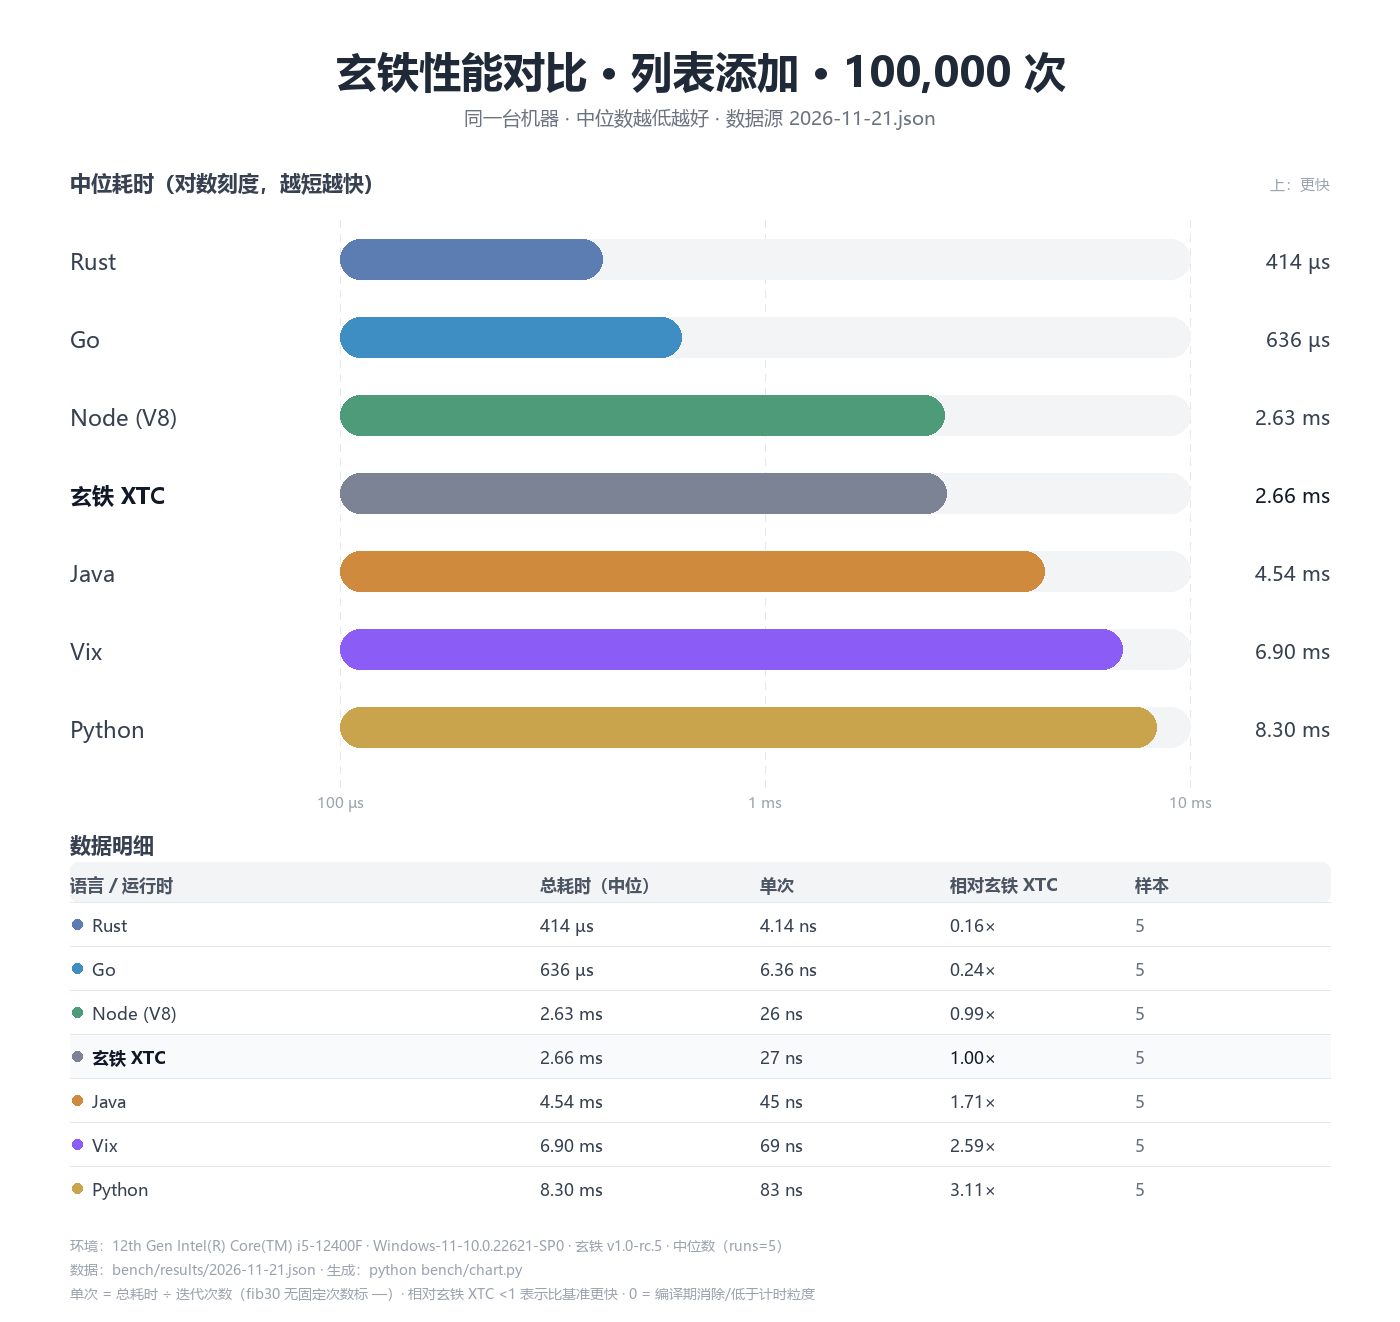 玄铁性能对比 • 列表添加 • 100,000 次
同一台机器 · 中位数越低越好 · 数据源 2026-11-21.json
中位耗时（对数刻度，越短越快） 上：更快
Rust 414 µs
Go 636 µs
Node (V8) 2.63 ms
玄铁 XTC 2.66 ms
Java 4.54 ms
Vix 6.90 ms
Python 8.30 ms
100 µs 1 ms 10 ms
数据明细
语言 / 运行时 总耗时（中位） 单次 相对玄铁 XTC 样本
Rust 414 µs 4.14 ns 0.16× 5
Go 636 µs 6.36 ns 0.24× 5
Node (V8) 2.63 ms 26 ns 0.99× 5
玄铁 XTC 2.66 ms 27 ns 1.00× 5
Java 4.54 ms 45 ns 1.71× 5
Vix 6.90 ms 69 ns 2.59× 5
Python 8.30 ms 83 ns 3.11× 5
环境：12th Gen Intel(R) Core(TM) i5-12400F · Windows-11-10.0.22621-SP0 · 玄铁 v1.0-rc.5 · 中位数（runs=5）
数据：bench/results/2026-11-21.json · 生成：python bench/chart.py
单次 = 总耗时 ÷ 迭代次数（fib30 无固定次数标 —）· 相对玄铁 XTC <1 表示比基准更快 · 0 = 编译期消除/低于计时粒度